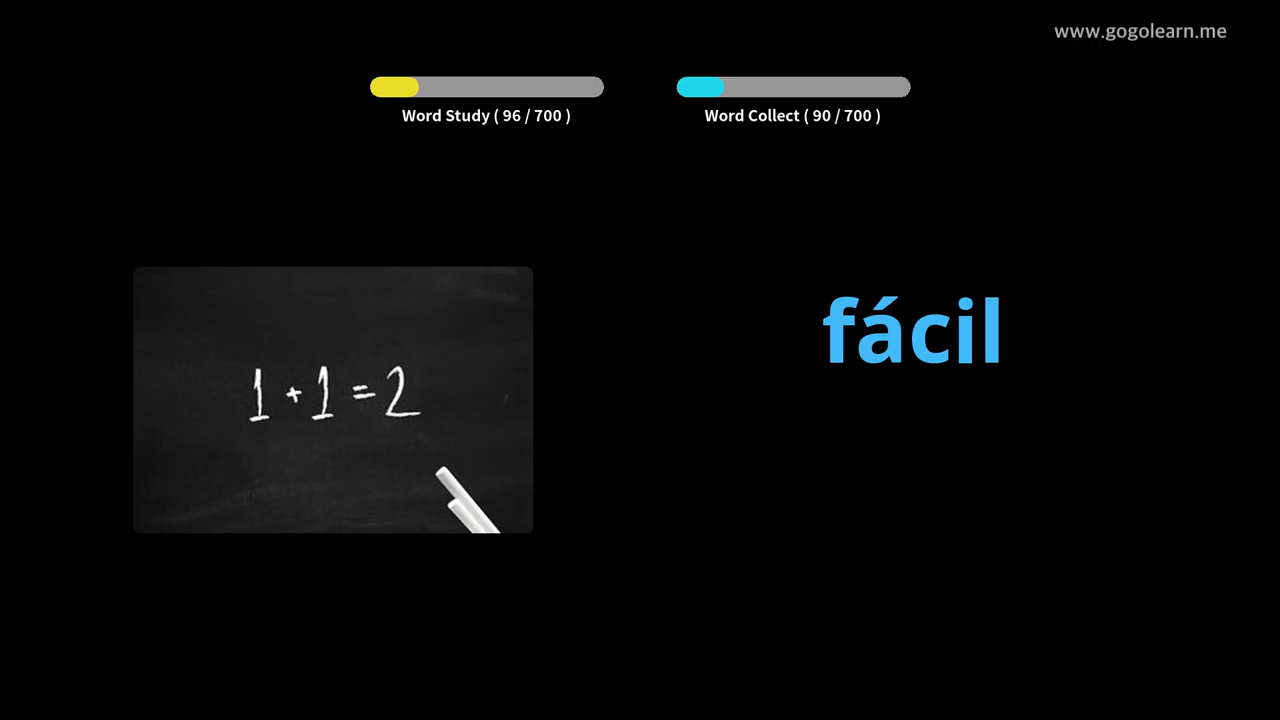 www.gogolearn.me
Word Study ( 96 / 700 )
Word Collect ( 90 / 700 )
fácil
1 + 1 = 2